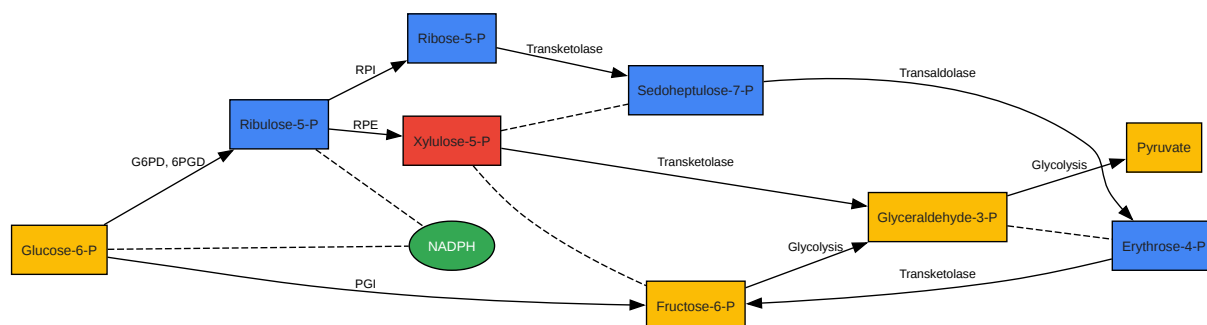 Ribose-5-P
Transketolase
RPI
Transaldolase
Sedoheptulose-7-P
Ribulose-5-P
RPE
Xylulose-5-P
Pyruvate
G6PD, 6PGD
Transketolase
Glycolysis
Glyceraldehyde-3-P
Glucose-6-P
NADPH
Glycolysis
Erythrose-4-P
PGI
Transketolase
Fructose-6-P